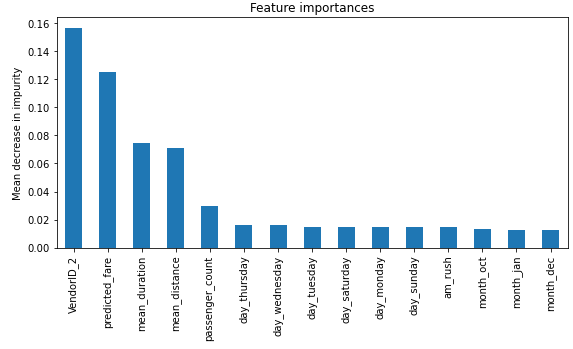 Feature importances
Mean decrease in impurity
0.16
0.14
0.12
0.10
0.08
0.06
0.04
0.02
0.00
VendorID_2
predicted_fare
mean_duration
mean_distance
passenger_count
day_thursday
day_wednesday
day_tuesday
day_saturday
day_monday
day_sunday
am_rush
month_oct
month_jan
month_dec